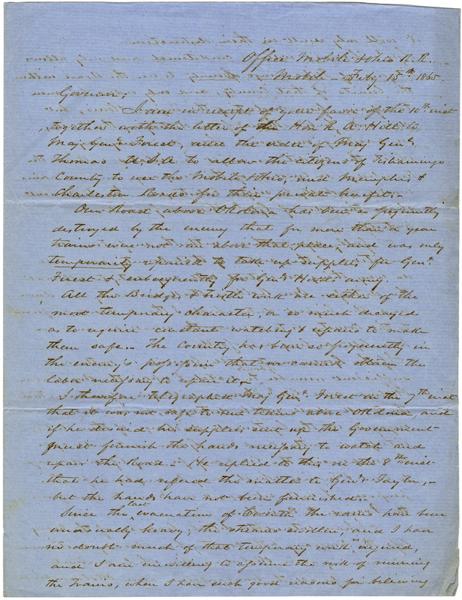 Office Mobile & Ohio R.R.
Mobile Feby 15th 1865
Governor.
I am in receipt of your favor of the 10th inst
together with the letter of the Hon R. A. Hill to
Maj. Genl Forrest, and the order of Maj Genl
Thomas to allow the citizens of Tishamingo
County to use the Mobile & Ohio, and Memphis &
Charleston Roads for their private benefit.
Our Road above Okolona has been so frequently
destroyed by the enemy that for more than a year
trains were not run above that place, and was only
temporarily repaired to take up supplies for Genl
Forrest & subsequently for Genl Hood's army.
All the Bridges & trestle work are either of the
most temporary character, or so much decayed
as to require constant watching & repairs to make
them safe. The Country has been so frequently in
the enemy's possession that we cannot obtain the
labor necessary to repair it.
I therefore telegraphed Maj Genl Forrest on the 7th inst
that it was not safe to run trains above Okolona, and
if he desired his supplies sent up the Government
must furnish the hands necessary to watch and
repair the Road. He replied to this on the 8th inst
that he had referred the matter to Genl Taylor,
but the hands have not been furnished.
Since the evacuation of Corinth the rains have been
unusually heavy; the streams swollen, and I have
no doubt much of that temporary work injured,
and I am unwilling to assume the risk of running
the trains, when I have such good reasons for believing